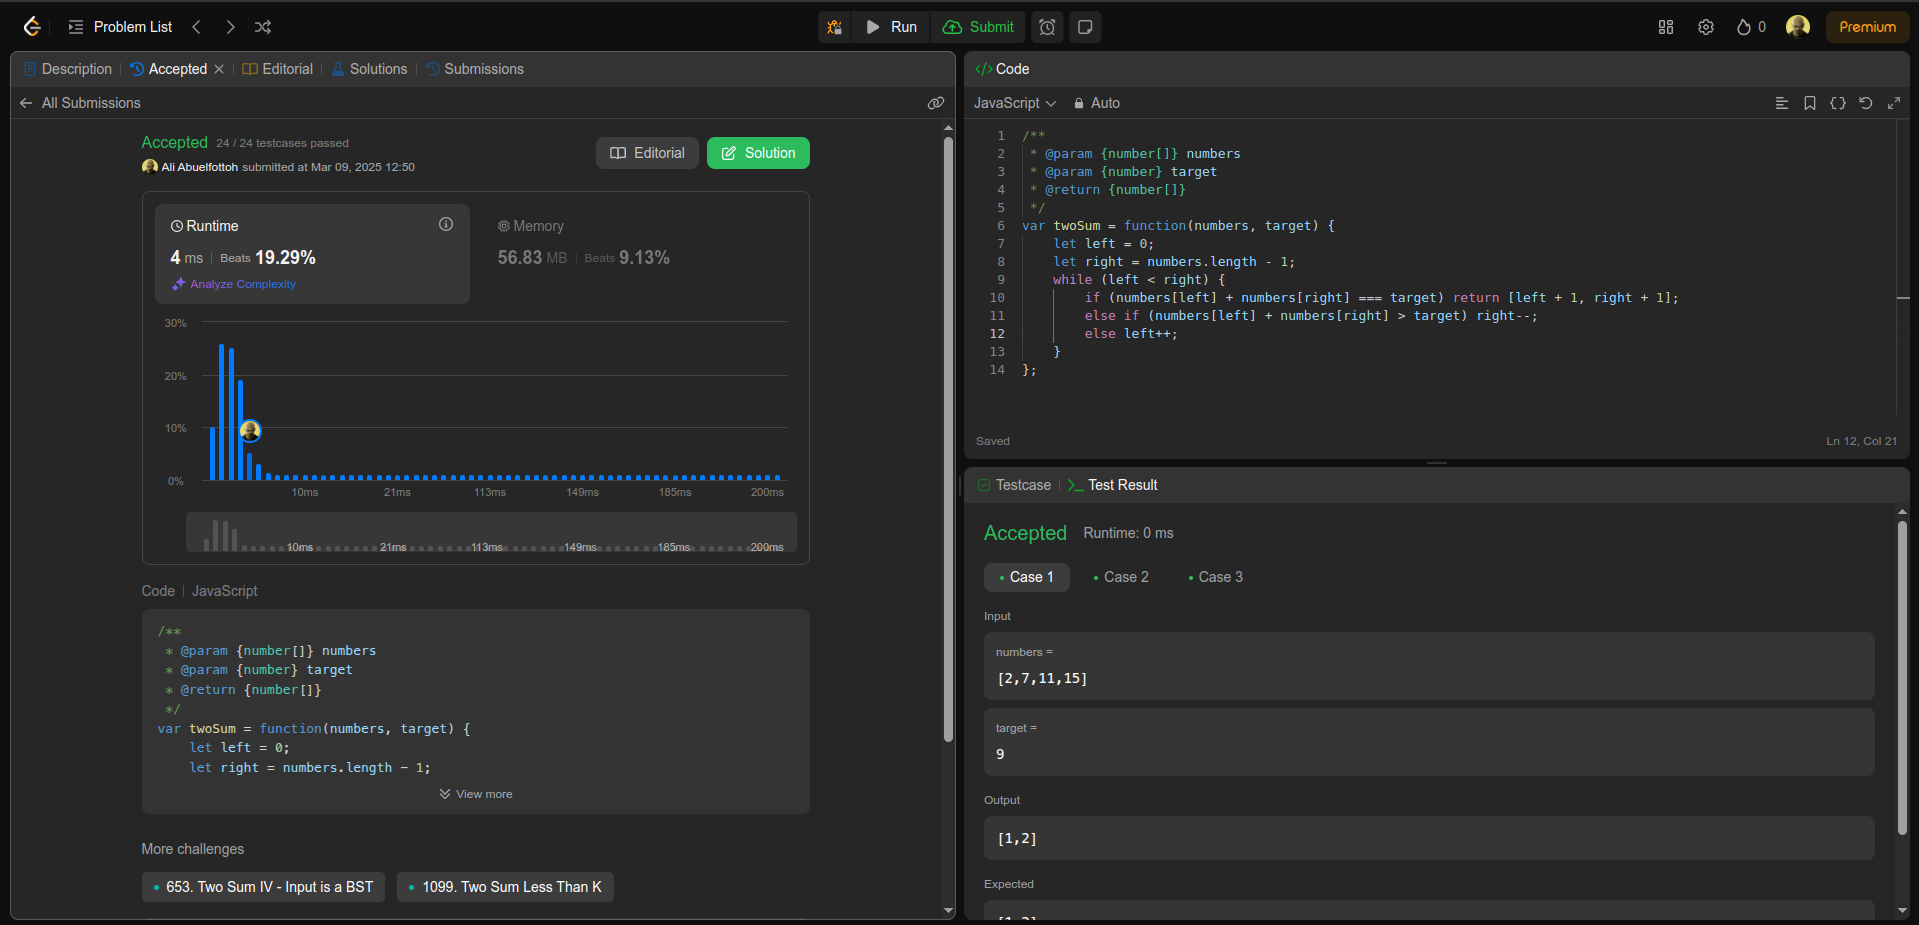 Problem List
Run
Submit
0
Premium
Description
Accepted
Editorial
Solutions
Submissions
All Submissions
Accepted 24 / 24 testcases passed
Ali Abuelfottoh submitted at Mar 09, 2025 12:50
Editorial
Solution
Runtime
4 ms | Beats 19.29%
Analyze Complexity
Memory
56.83 MB | Beats 9.13%
30%
20%
10%
0%
10ms 21ms 113ms 149ms 185ms 200ms
10ms 21ms 113ms 149ms 185ms 200ms
Code | JavaScript
/**
 * @param {number[]} numbers
 * @param {number} target
 * @return {number[]}
 */
var twoSum = function(numbers, target) {
    let left = 0;
    let right = numbers.length - 1;
View more
More challenges
653. Two Sum IV - Input is a BST
1099. Two Sum Less Than K
</> Code
JavaScript
Auto
1 /**
2  * @param {number[]} numbers
3  * @param {number} target
4  * @return {number[]}
5  */
6 var twoSum = function(numbers, target) {
7     let left = 0;
8     let right = numbers.length - 1;
9     while (left < right) {
10         if (numbers[left] + numbers[right] === target) return [left + 1, right + 1];
11         else if (numbers[left] + numbers[right] > target) right--;
12         else left++;
13     }
14 };
Saved
Ln 12, Col 21
Testcase
Test Result
Accepted Runtime: 0 ms
Case 1
Case 2
Case 3
Input
numbers =
[2,7,11,15]
target =
9
Output
[1,2]
Expected